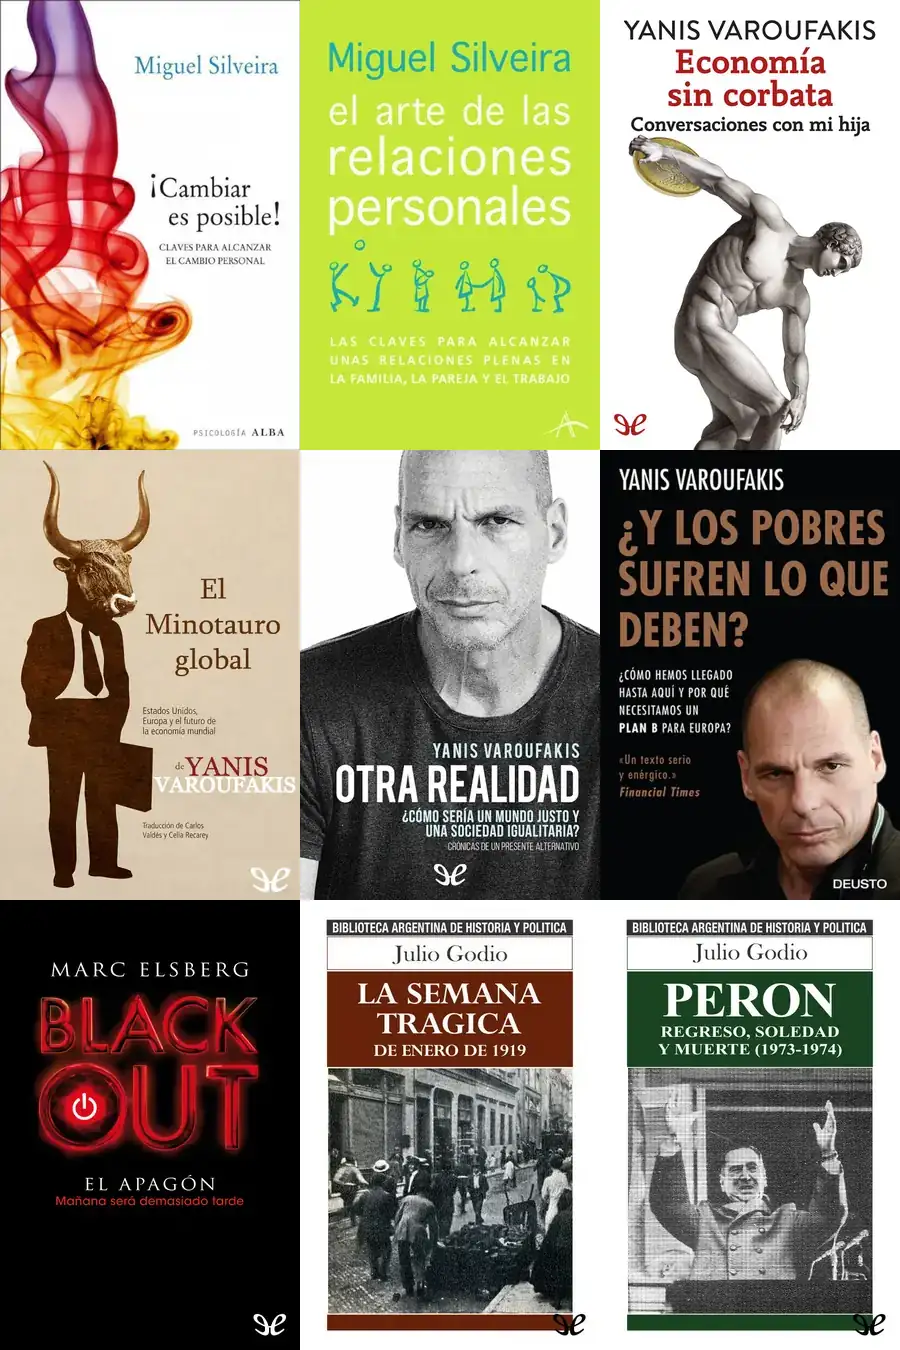 Miguel Silveira
¡Cambiar
es posible!
CLAVES PARA ALCANZAR
EL CAMBIO PERSONAL
PSICOLOGÍA ALBA
Miguel Silveira
el arte de las
relaciones
personales
LAS CLAVES PARA ALCANZAR
UNAS RELACIONES PLENAS EN
LA FAMILIA, LA PAREJA Y EL TRABAJO
YANIS VAROUFAKIS
Economía
sin corbata
Conversaciones con mi hija
El
Minotauro
global
Estados Unidos,
Europa y el futuro de
la economía mundial
de YANIS
VAROUFAKIS
Traducción de Carlos
Valdés y Celia Recarey
YANIS VAROUFAKIS
OTRA REALIDAD
¿CÓMO SERÍA UN MUNDO JUSTO Y
UNA SOCIEDAD IGUALITARIA?
CRÓNICAS DE UN PRESENTE ALTERNATIVO
YANIS VAROUFAKIS
¿Y LOS POBRES
SUFREN LO QUE
DEBEN?
¿CÓMO HEMOS LLEGADO
HASTA AQUÍ Y POR QUÉ
NECESITAMOS UN
PLAN B PARA EUROPA?
«Un texto serio
y enérgico.»
Financial Times
DEUSTO
MARC ELSBERG
BLACK
OUT
EL APAGÓN
Mañana será demasiado tarde
BIBLIOTECA ARGENTINA DE HISTORIA Y POLITICA
Julio Godio
LA SEMANA
TRAGICA
DE ENERO DE 1919
BIBLIOTECA ARGENTINA DE HISTORIA Y POLITICA
Julio Godio
PERON
REGRESO, SOLEDAD
Y MUERTE (1973-1974)